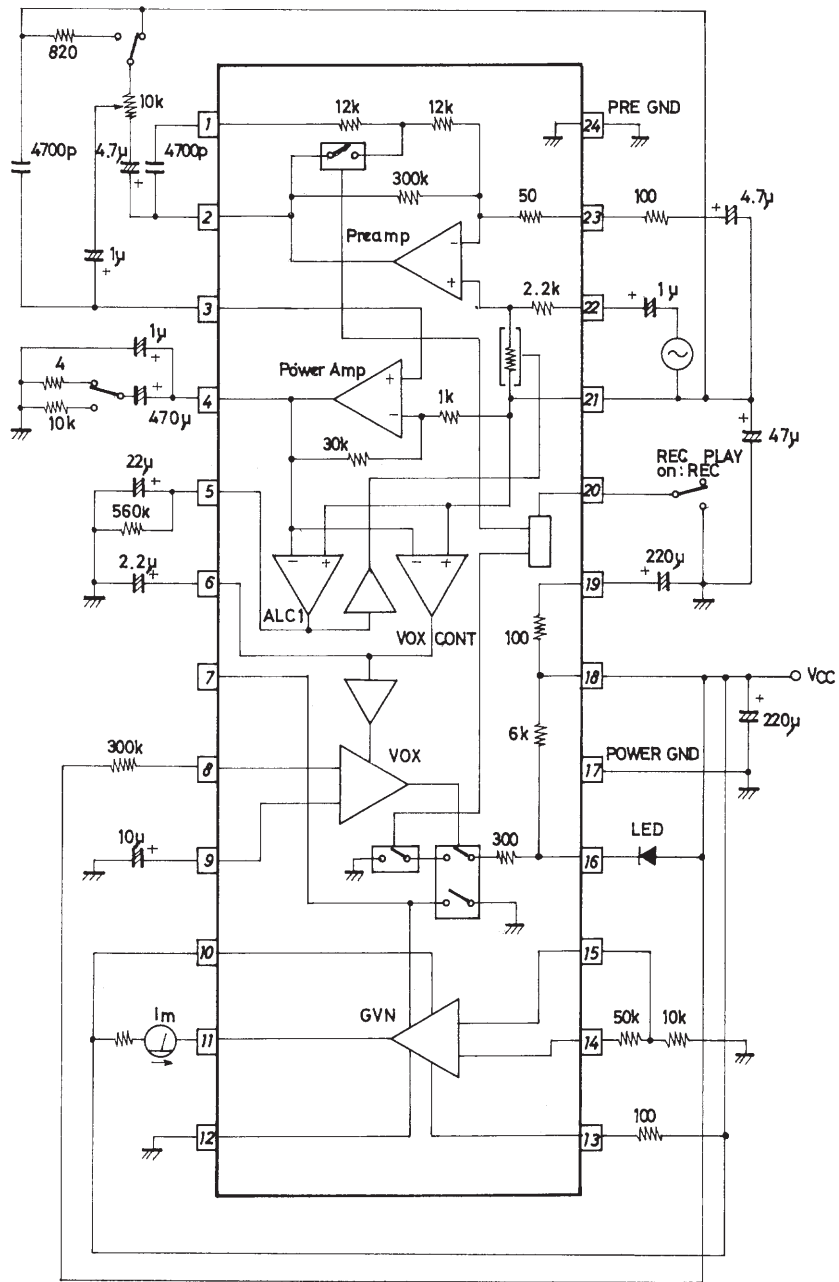 820
10k
4700p
4.7μ
+
4700p
1μ
+
1
2
3
4
5
6
7
8
9
10
11
12
12k
12k
300k
50
Preamp
-
+
2.2k
Power Amp
+
-
1k
30k
-
+
-
+
ALC1
VOX CONT
VOX
100
6k
300
GVN
24
23
22
21
20
19
18
17
16
15
14
13
PRE GND
100
+
4.7μ
+
1μ
+
47μ
REC PLAY
on:REC
+
220μ
VCC
+
220μ
POWER GND
LED
50k
10k
100
1μ
+
4
+
470μ
10k
22μ
+
560k
2.2μ
+
300k
10μ
+
Im